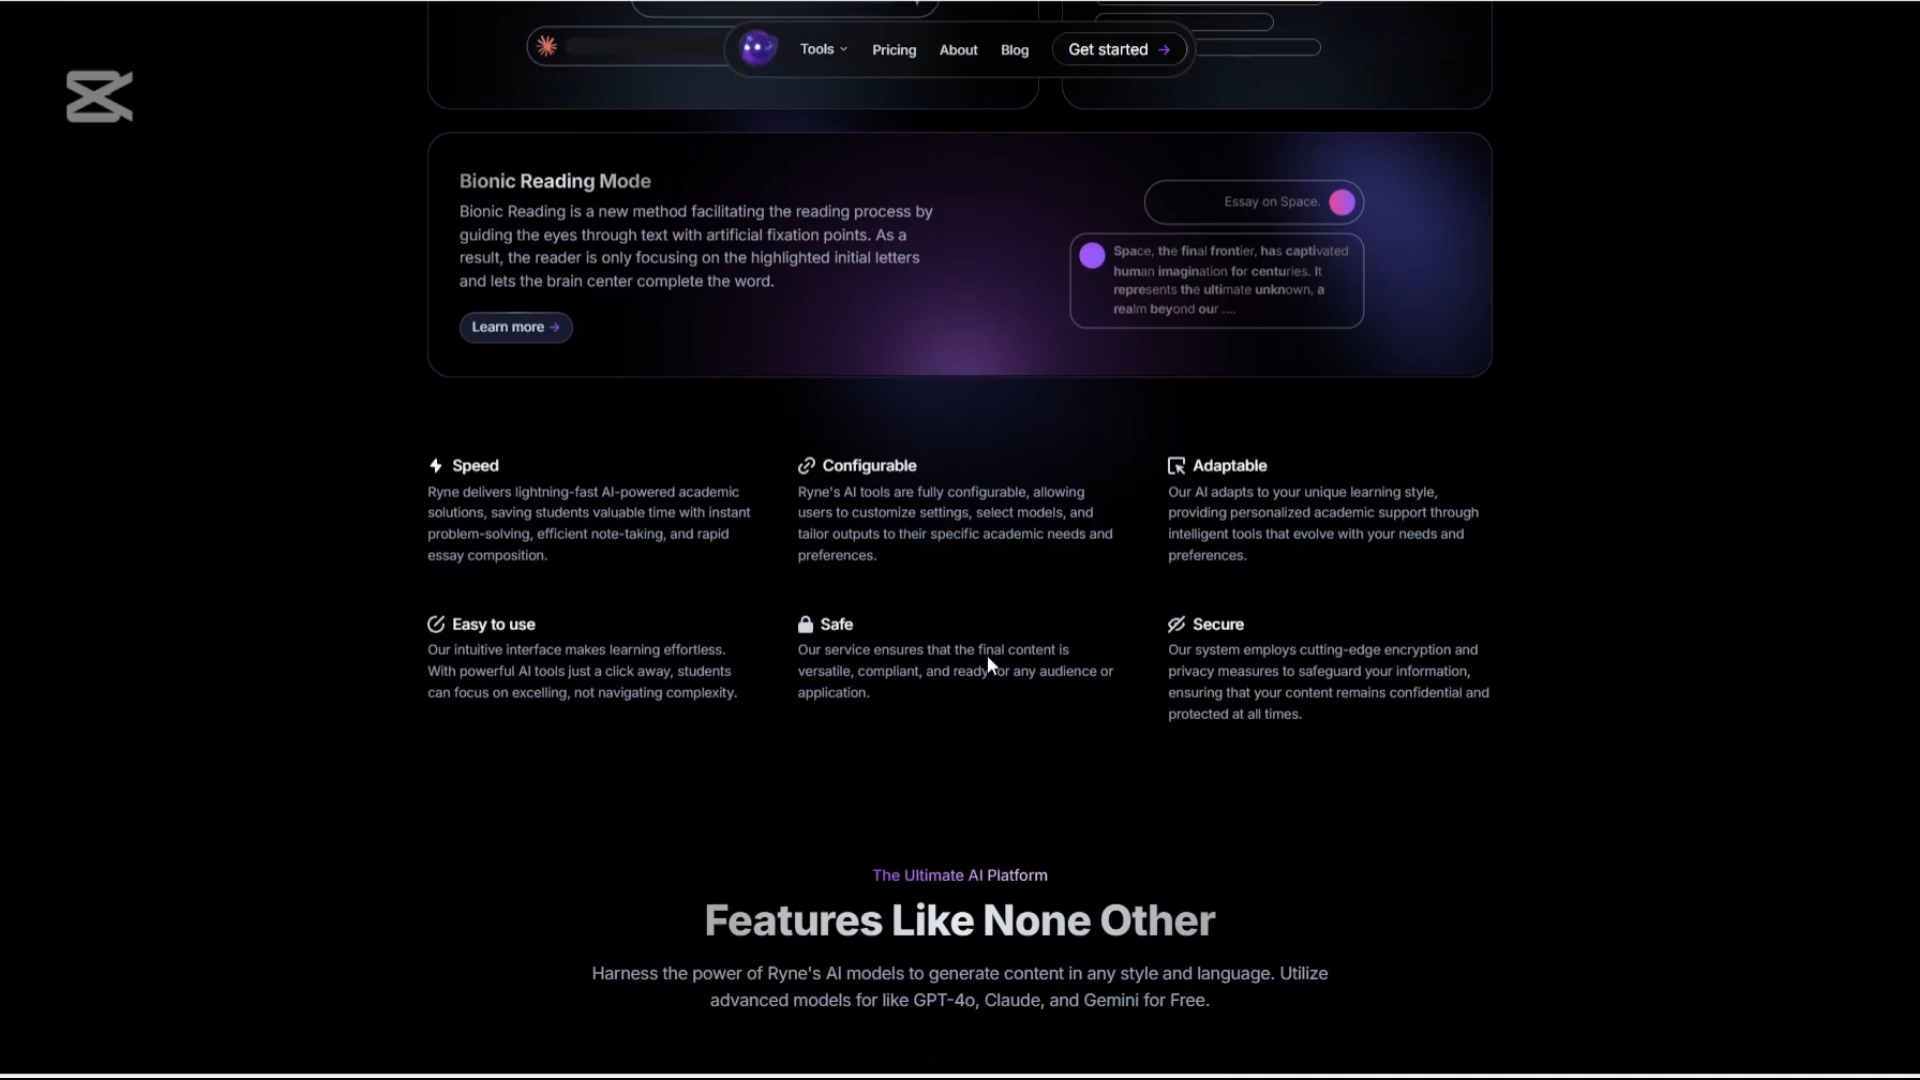 Tools
Pricing
About
Blog
Get started
Bionic Reading Mode
Bionic Reading is a new method facilitating the reading process by
guiding the eyes through text with artificial fixation points. As a
result, the reader is only focusing on the highlighted initial letters
and lets the brain center complete the word.
Learn more
Essay on Space.
Space, the final frontier, has captivated
human imagination for centuries. It
represents the ultimate unknown, a
realm beyond our ....
Speed
Ryne delivers lightning-fast AI-powered academic
solutions, saving students valuable time with instant
problem-solving, efficient note-taking, and rapid
essay composition.
Configurable
Ryne's AI tools are fully configurable, allowing
users to customize settings, select models, and
tailor outputs to their specific academic needs and
preferences.
Adaptable
Our AI adapts to your unique learning style,
providing personalized academic support through
intelligent tools that evolve with your needs and
preferences.
Easy to use
Our intuitive interface makes learning effortless.
With powerful AI tools just a click away, students
can focus on excelling, not navigating complexity.
Safe
Our service ensures that the final content is
versatile, compliant, and ready for any audience or
application.
Secure
Our system employs cutting-edge encryption and
privacy measures to safeguard your information,
ensuring that your content remains confidential and
protected at all times.
The Ultimate AI Platform
Features Like None Other
Harness the power of Ryne's AI models to generate content in any style and language. Utilize
advanced models for like GPT-4o, Claude, and Gemini for Free.